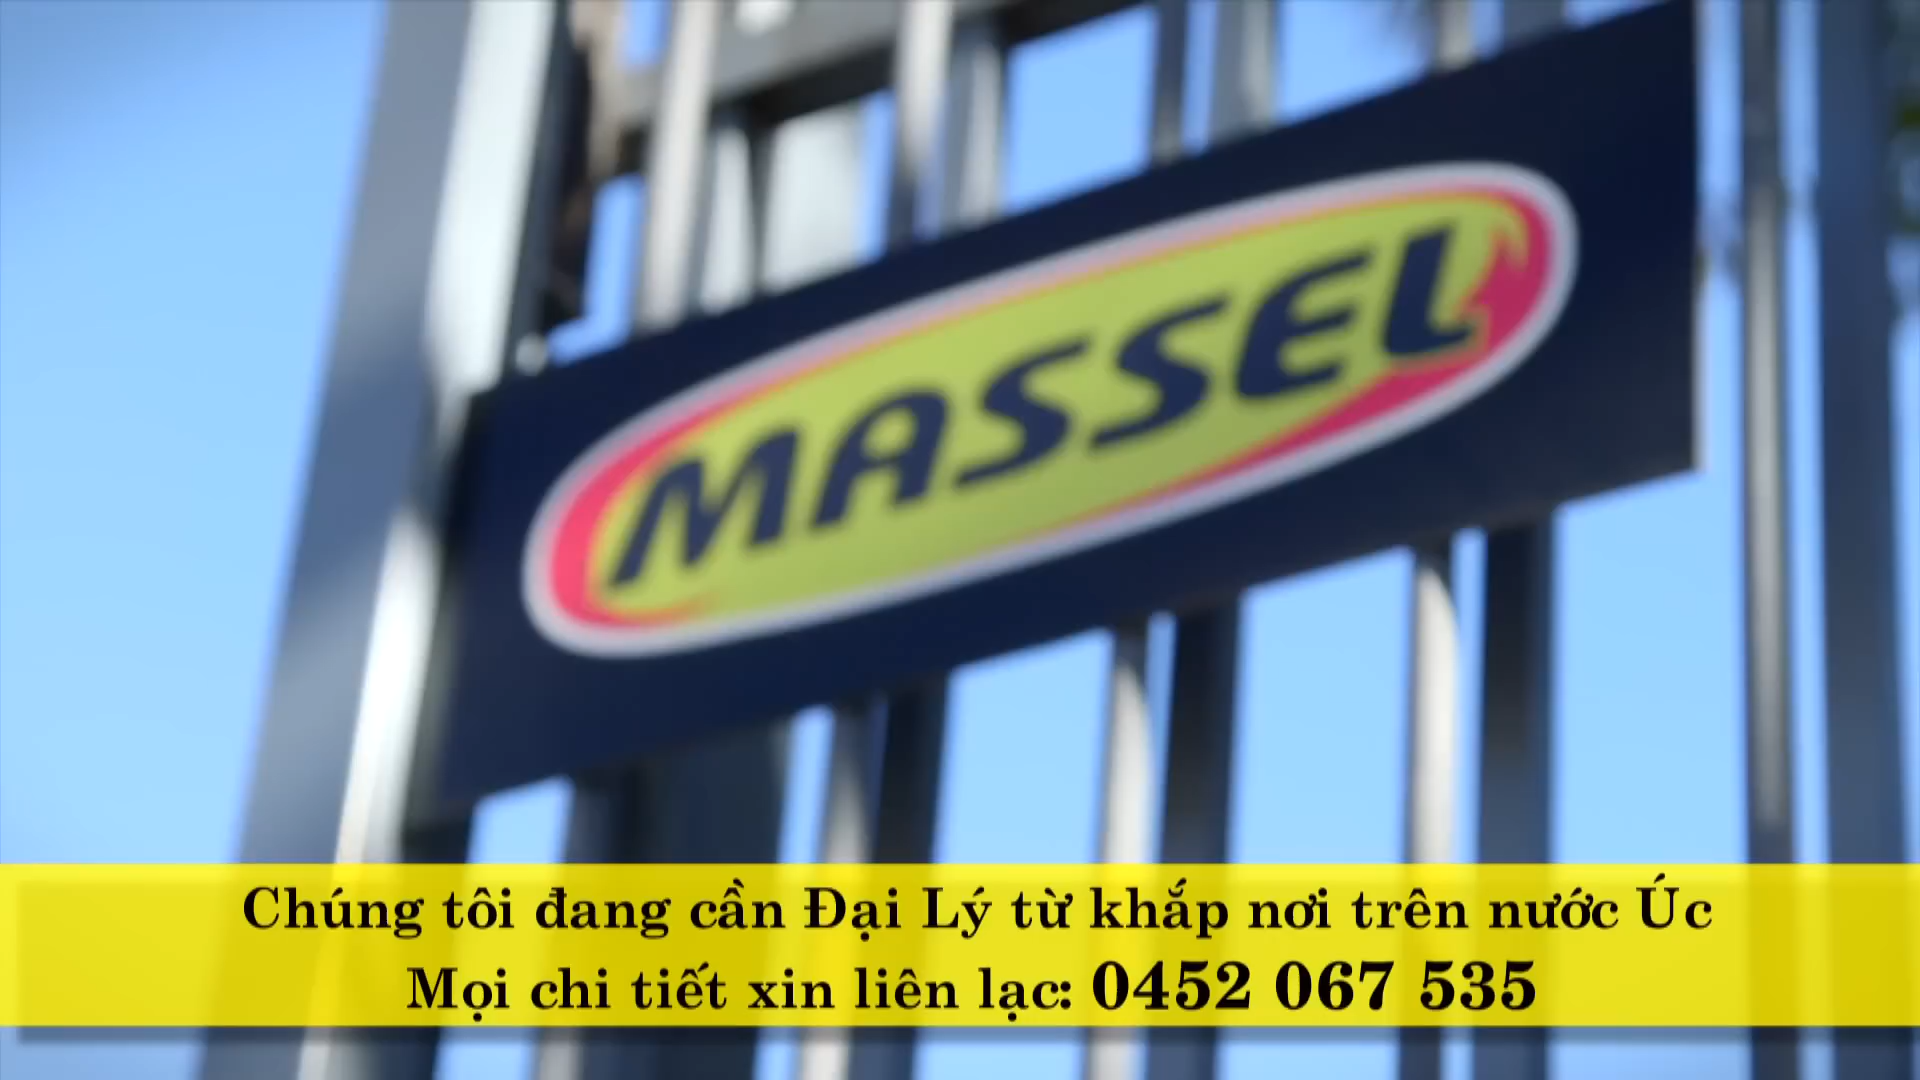 MASSEL
Chúng tôi đang cần Đại Lý từ khắp nơi trên nước Úc
Mọi chi tiết xin liên lạc: 0452 067 535